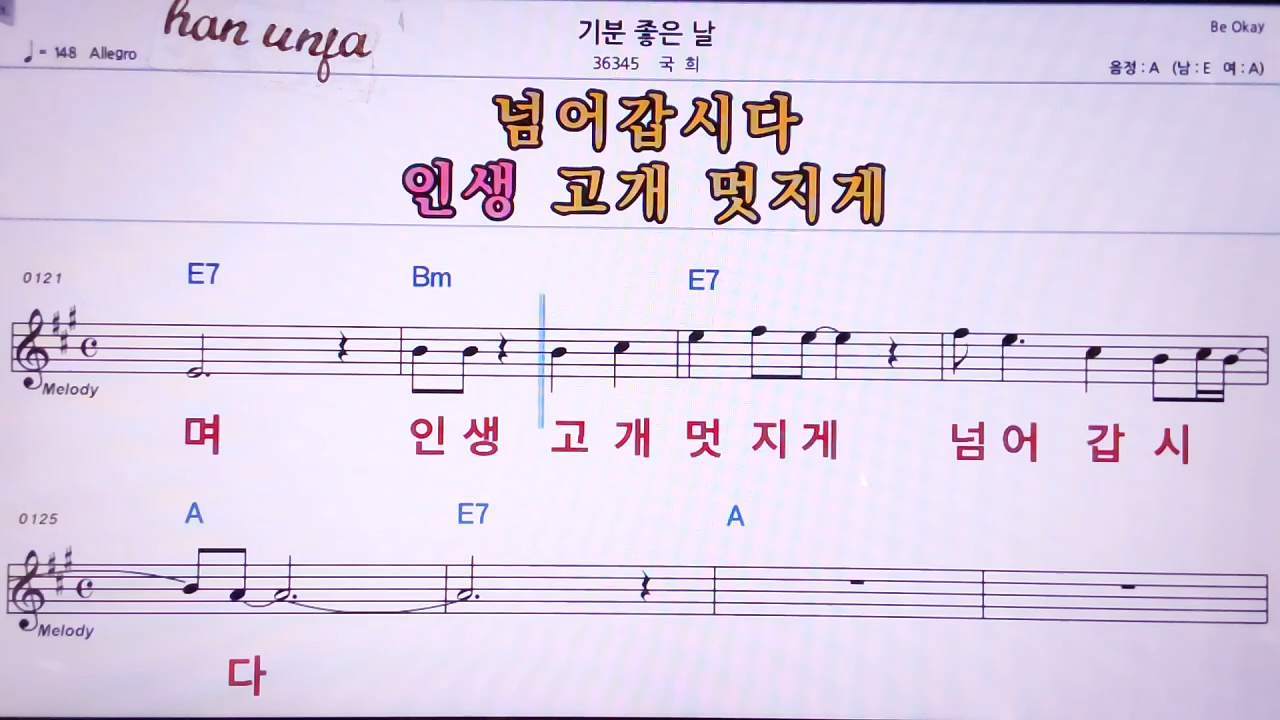 han unja
기분 좋은 날
Be Okay
♩= 148 Allegro
36345 국 희
음정 : A (남 : E 여 : A)
넘어갑시다
인생 고개 멋지게
0121 E7 Bm E7
Melody
며 인 생 고 개 멋 지 게 넘 어 갑 시
0125 A E7 A
Melody
다